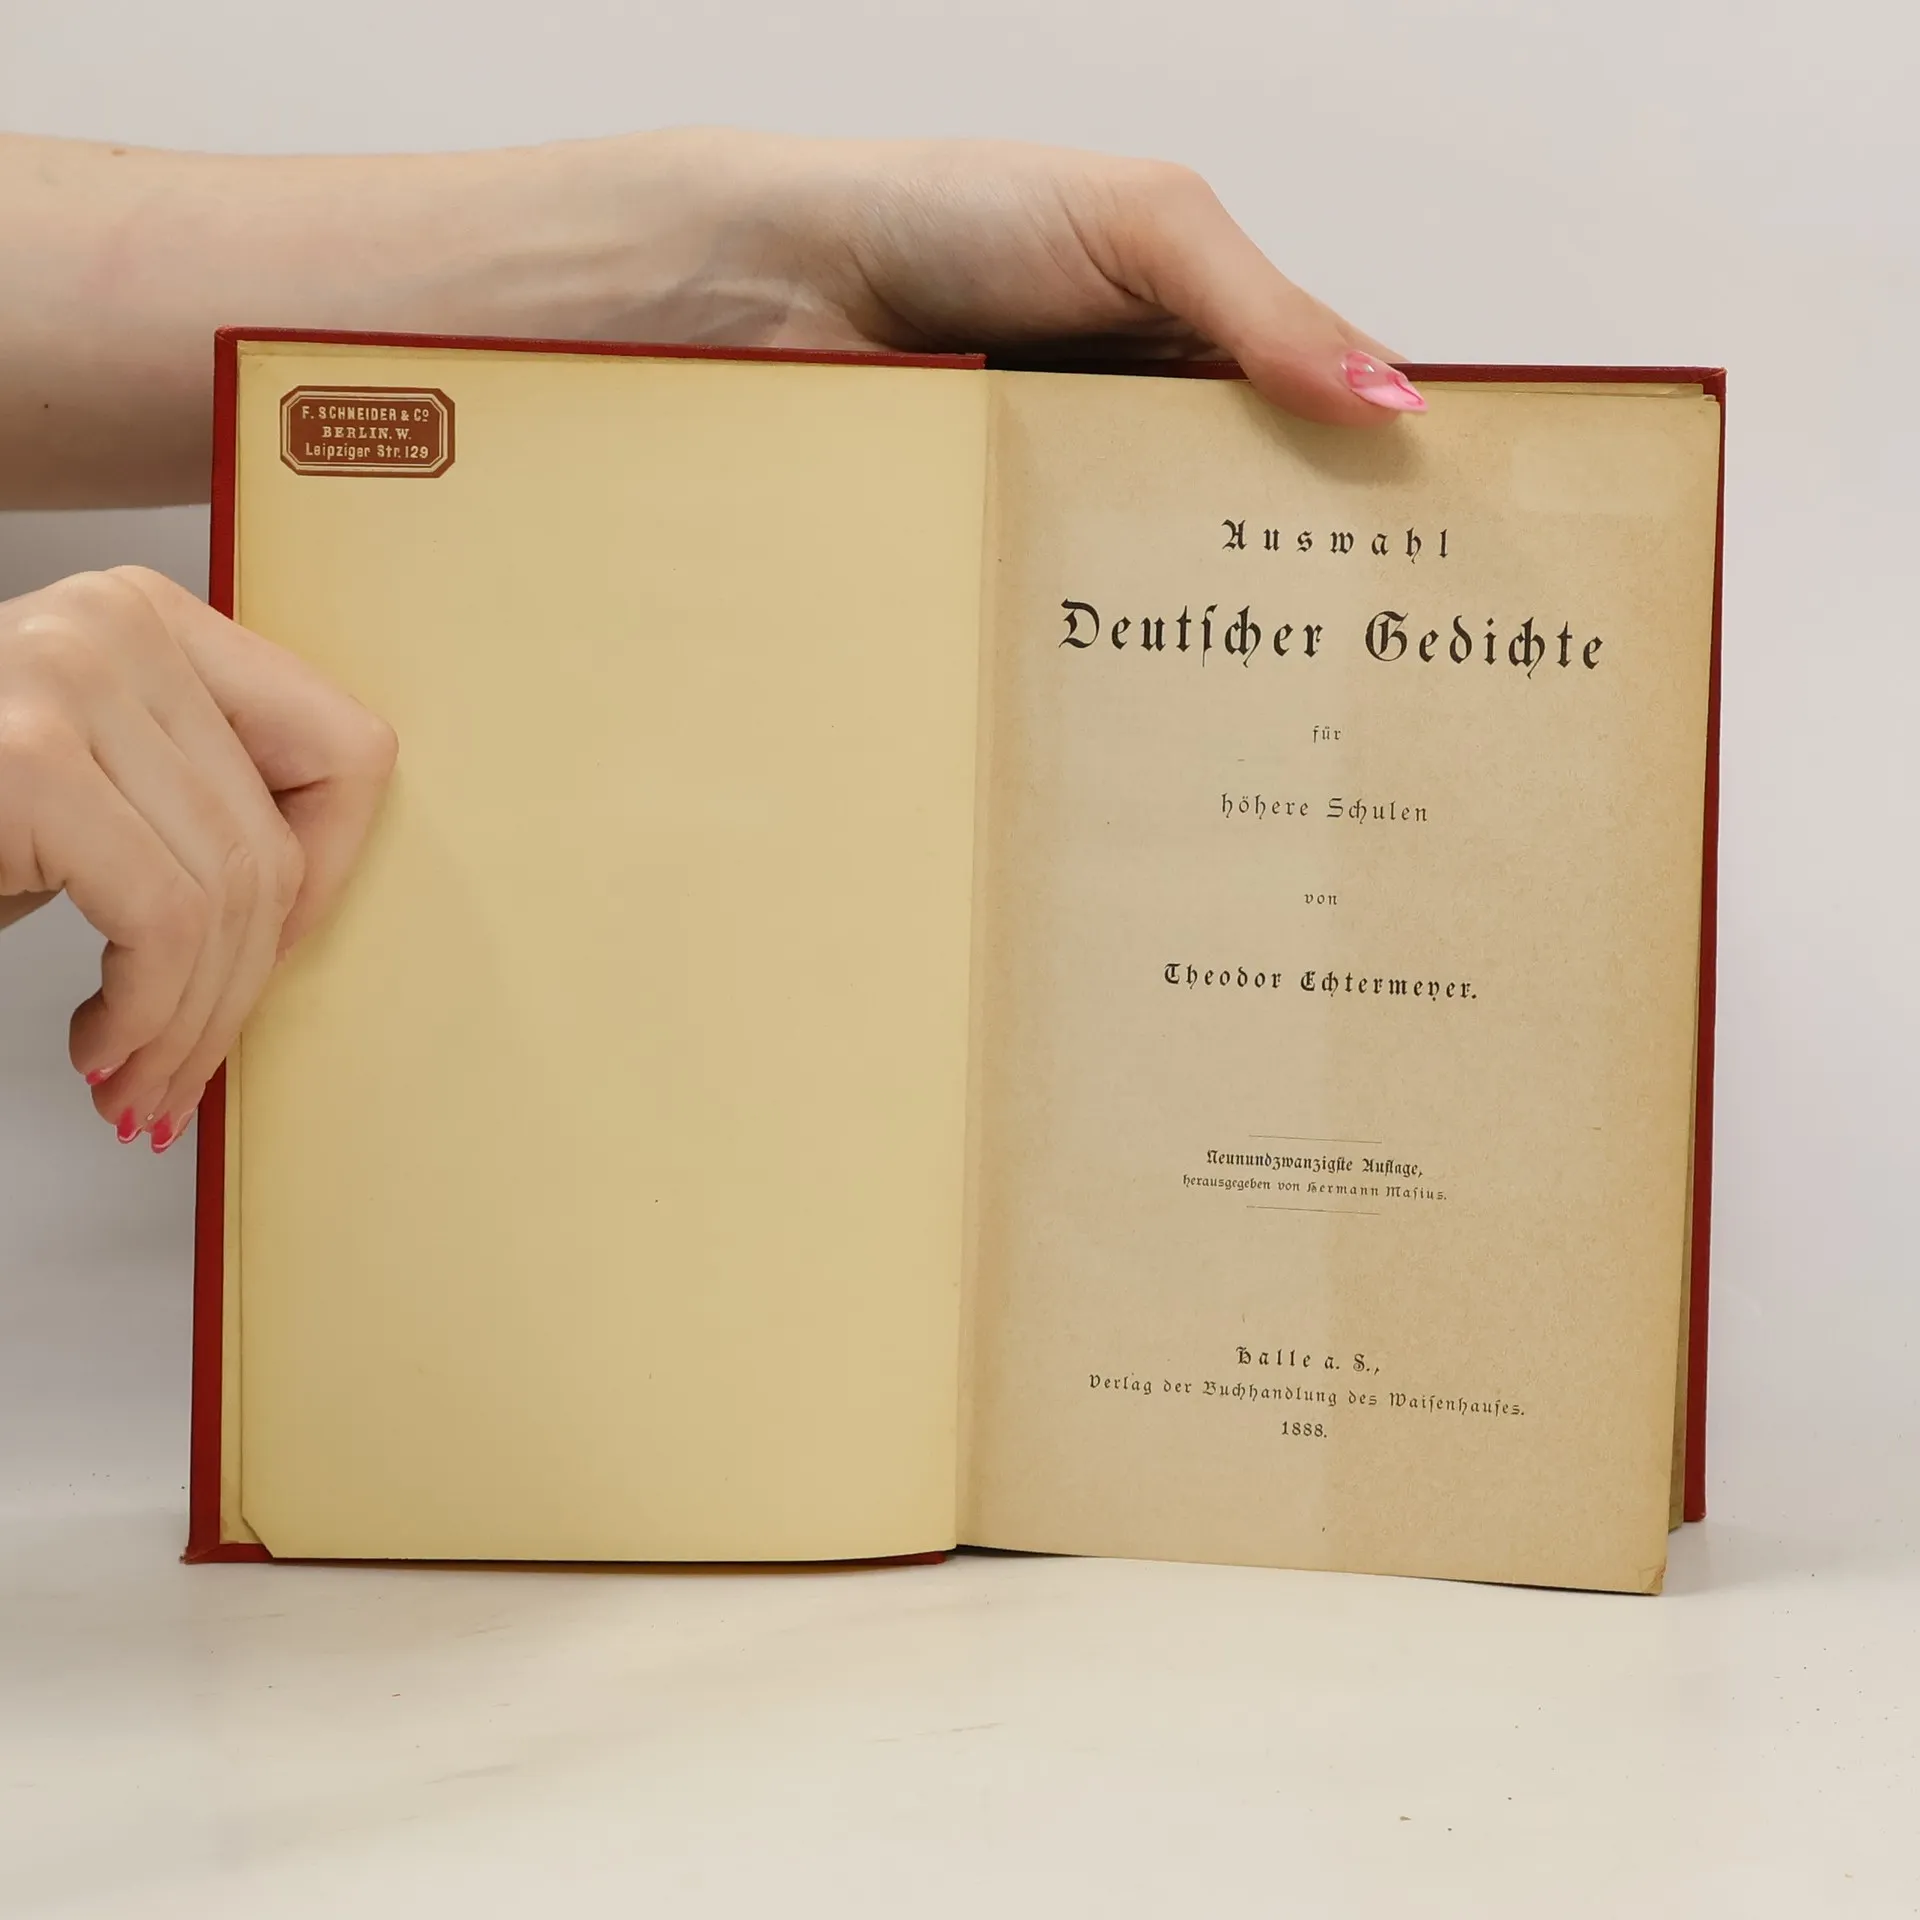 F. SCHNEIDER & Cº
BERLIN. W.
Leipziger Str. 129
Auswahl
Deutſcher Gedichte
für
höhere Schulen
von
Theodor Echtermeyer.
Neunundzwanzigſte Auflage,
herausgegeben von Hermann Maſius.
Halle a. S.,
Verlag der Buchhandlung des Waiſenhauſes.
1888.